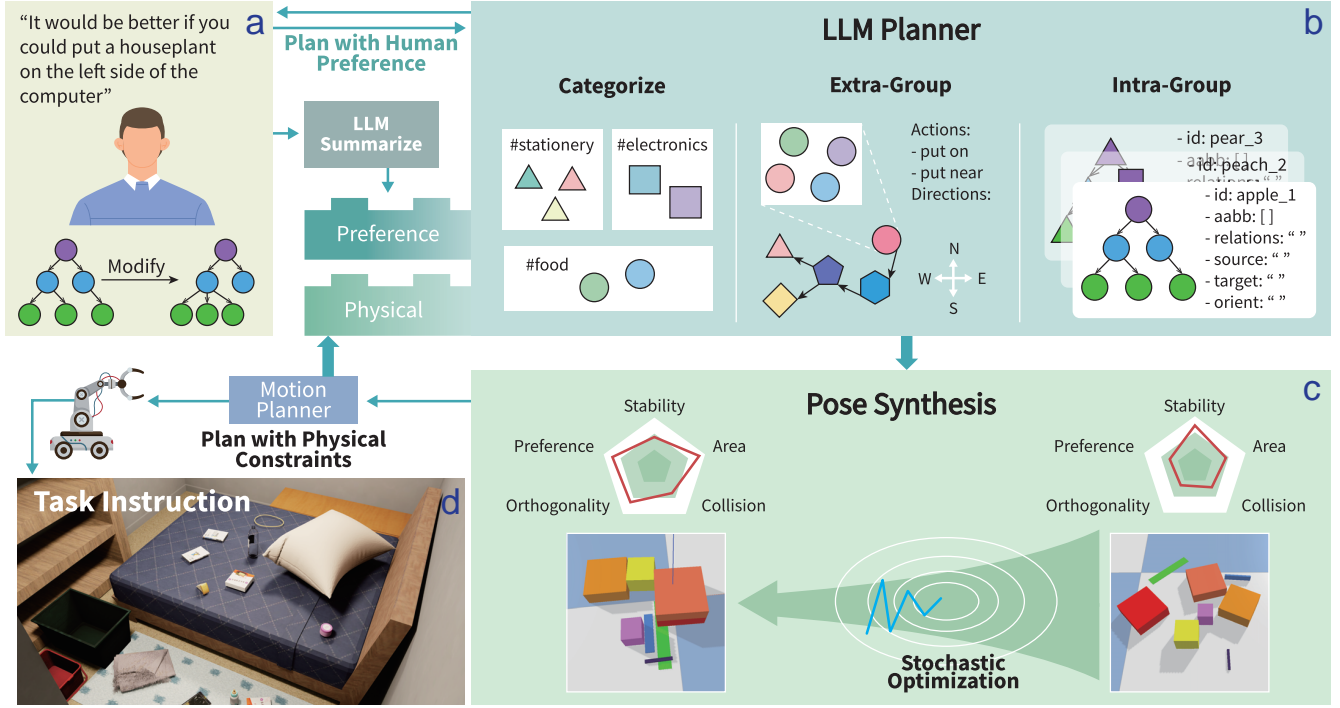 “It would be better if you
could put a houseplant
on the left side of the
computer”
a
Modify
Plan with Human
Preference
LLM
Summarize
Preference
Physical
b
LLM Planner
Categorize
#stationery
#electronics
#food
Extra-Group
Actions:
- put on
- put near
Directions:
N
W
E
S
Intra-Group
- id: pear_3
- aabb: [ ]
- id: peach_2
- id: apple_1
- aabb: [ ]
- relations: “ ”
- source: “ ”
- target: “ ”
- orient: “ ”
Motion
Planner
Plan with Physical
Constraints
c
Pose Synthesis
Stability
Preference
Area
Orthogonality
Collision
Stability
Preference
Area
Orthogonality
Collision
Stochastic
Optimization
Task Instruction
d